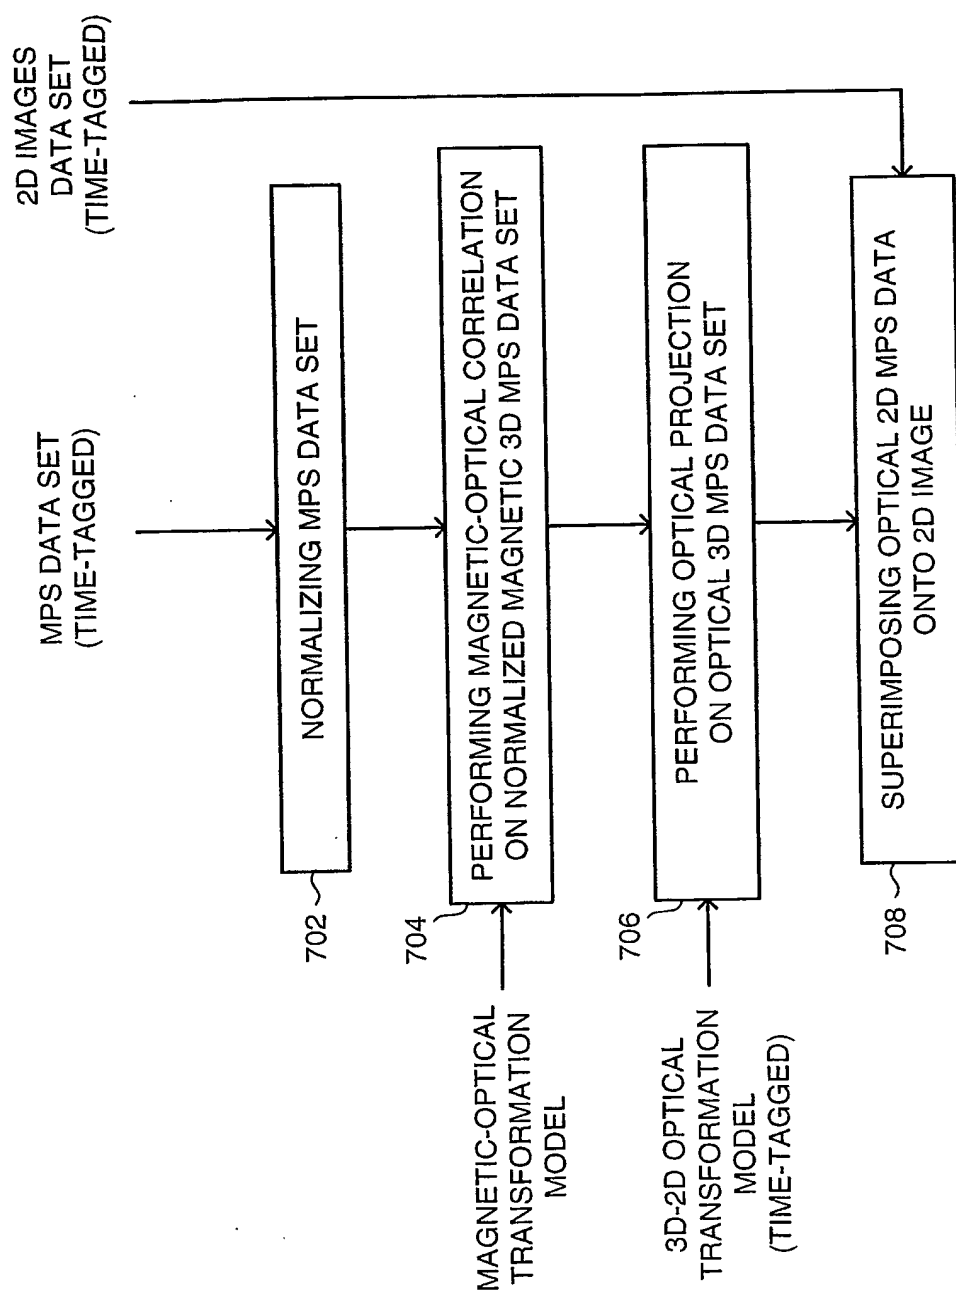 MPS DATA SET
(TIME-TAGGED)
2D IMAGES
DATA SET
(TIME-TAGGED)
702
NORMALIZING MPS DATA SET
MAGNETIC-OPTICAL
TRANSFORMATION
MODEL
704
PERFORMING MAGNETIC-OPTICAL CORRELATION
ON NORMALIZED MAGNETIC 3D MPS DATA SET
3D-2D OPTICAL
TRANSFORMATION
MODEL
(TIME-TAGGED)
706
PERFORMING OPTICAL PROJECTION
ON OPTICAL 3D MPS DATA SET
708
SUPERIMPOSING OPTICAL 2D MPS DATA
ONTO 2D IMAGE